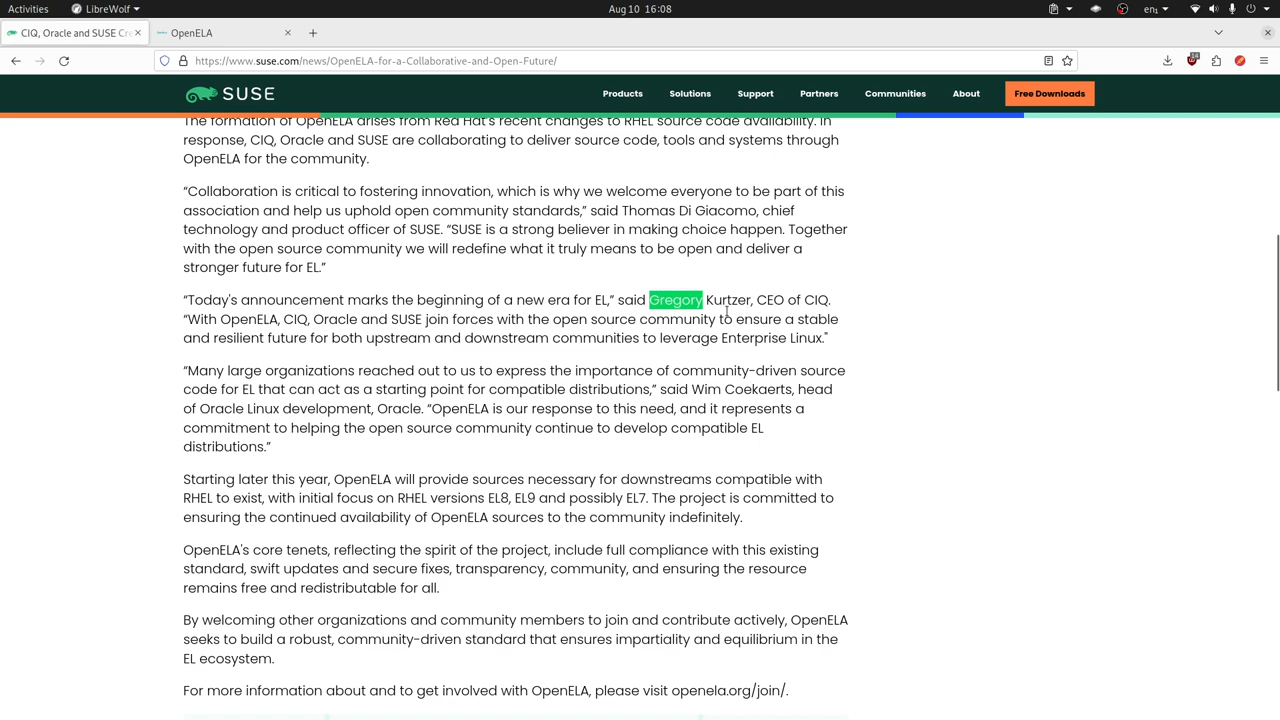 Activities LibreWolf Aug 10 16:08 en₁
CIQ, Oracle and SUSE Cre OpenELA
https://www.suse.com/news/OpenELA-for-a-Collaborative-and-Open-Future/ 14
SUSE Products Solutions Support Partners Communities About Free Downloads
The formation of OpenELA arises from Red Hat's recent changes to RHEL source code availability. In
response, CIQ, Oracle and SUSE are collaborating to deliver source code, tools and systems through
OpenELA for the community.
“Collaboration is critical to fostering innovation, which is why we welcome everyone to be part of this
association and help us uphold open community standards,” said Thomas Di Giacomo, chief
technology and product officer of SUSE. “SUSE is a strong believer in making choice happen. Together
with the open source community we will redefine what it truly means to be open and deliver a
stronger future for EL.”
“Today's announcement marks the beginning of a new era for EL,” said Gregory Kurtzer, CEO of CIQ.
“With OpenELA, CIQ, Oracle and SUSE join forces with the open source community to ensure a stable
and resilient future for both upstream and downstream communities to leverage Enterprise Linux."
“Many large organizations reached out to us to express the importance of community-driven source
code for EL that can act as a starting point for compatible distributions,” said Wim Coekaerts, head
of Oracle Linux development, Oracle. “OpenELA is our response to this need, and it represents a
commitment to helping the open source community continue to develop compatible EL
distributions.”
Starting later this year, OpenELA will provide sources necessary for downstreams compatible with
RHEL to exist, with initial focus on RHEL versions EL8, EL9 and possibly EL7. The project is committed to
ensuring the continued availability of OpenELA sources to the community indefinitely.
OpenELA's core tenets, reflecting the spirit of the project, include full compliance with this existing
standard, swift updates and secure fixes, transparency, community, and ensuring the resource
remains free and redistributable for all.
By welcoming other organizations and community members to join and contribute actively, OpenELA
seeks to build a robust, community-driven standard that ensures impartiality and equilibrium in the
EL ecosystem.
For more information about and to get involved with OpenELA, please visit openela.org/join/.